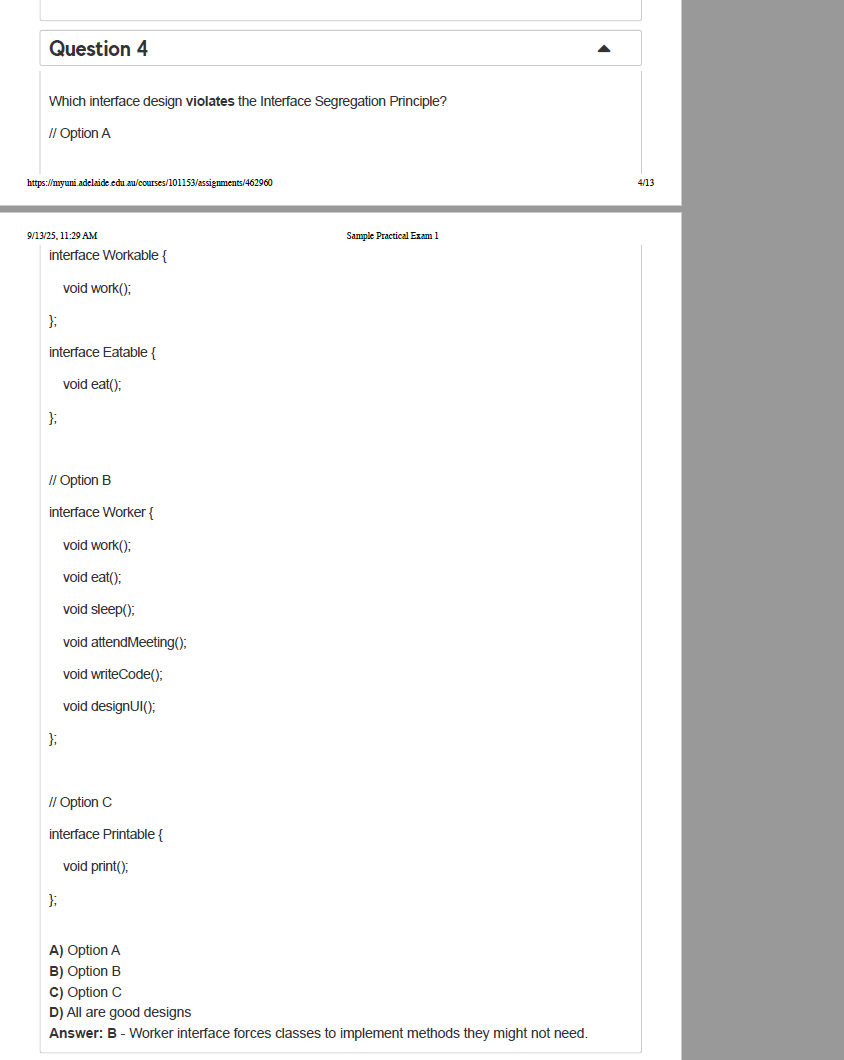 Question 4
Which interface design violates the Interface Segregation Principle?
// Option A
https://myuni.adelaide.edu.au/courses/101153/assignments/462960 4/13
9/13/25, 11:29 AM Sample Practical Exam 1
interface Workable {
void work();
};
interface Eatable {
void eat();
};
// Option B
interface Worker {
void work();
void eat();
void sleep();
void attendMeeting();
void writeCode();
void designUI();
};
// Option C
interface Printable {
void print();
};
A) Option A
B) Option B
C) Option C
D) All are good designs
Answer: B - Worker interface forces classes to implement methods they might not need.